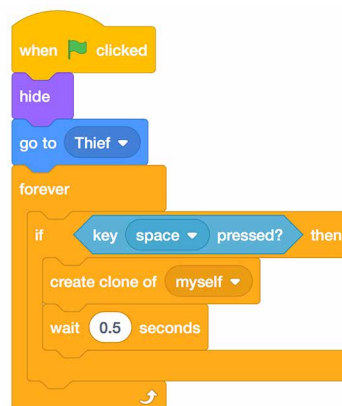 when clicked
hide
go to Thief
forever
if key space pressed? then
create clone of myself
wait 0.5 seconds